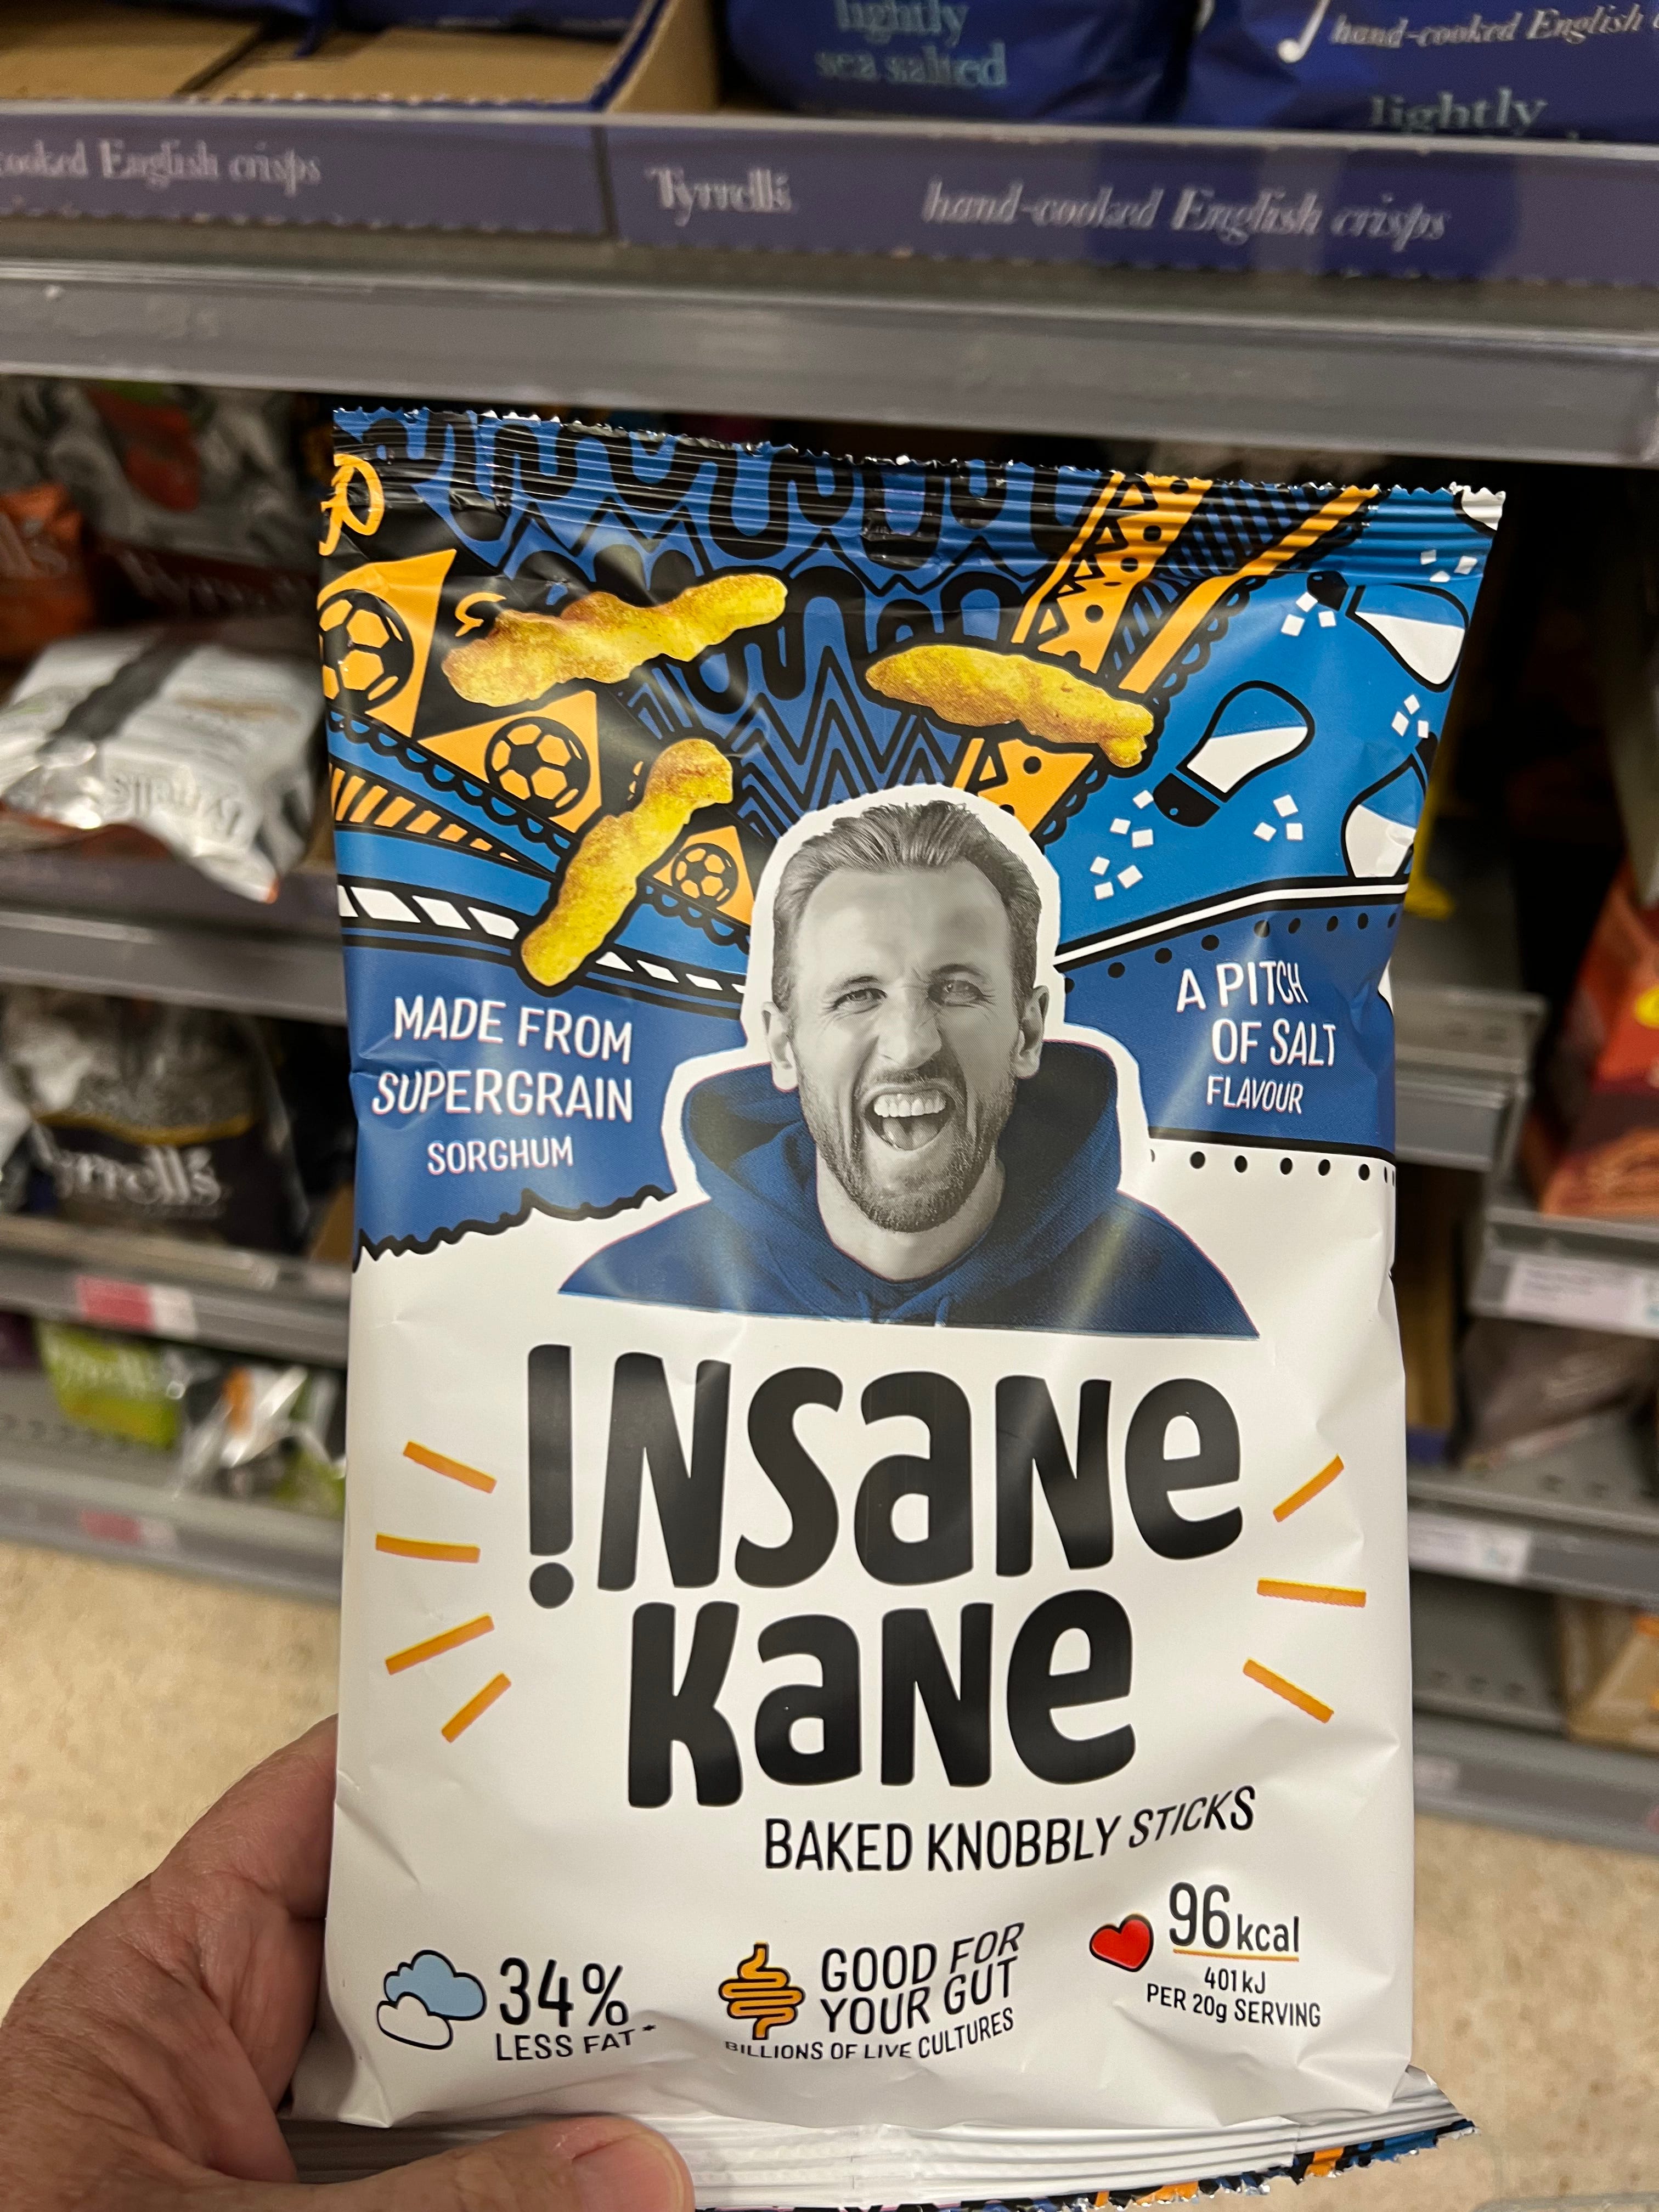 lightly
sea salted
hand-cooked English
lightly
cooked English crisps
Tyrrells
hand-cooked English crisps
MADE FROM
SUPERGRAIN
SORGHUM
A PITCH
OF SALT
FLAVOUR
!NSaNe
KaNe
BAKED KNOBBLY STICKS
34%
LESS FAT*
GOOD FOR
YOUR GUT
BILLIONS OF LIVE CULTURES
96kcal
401kJ
PER 20g SERVING